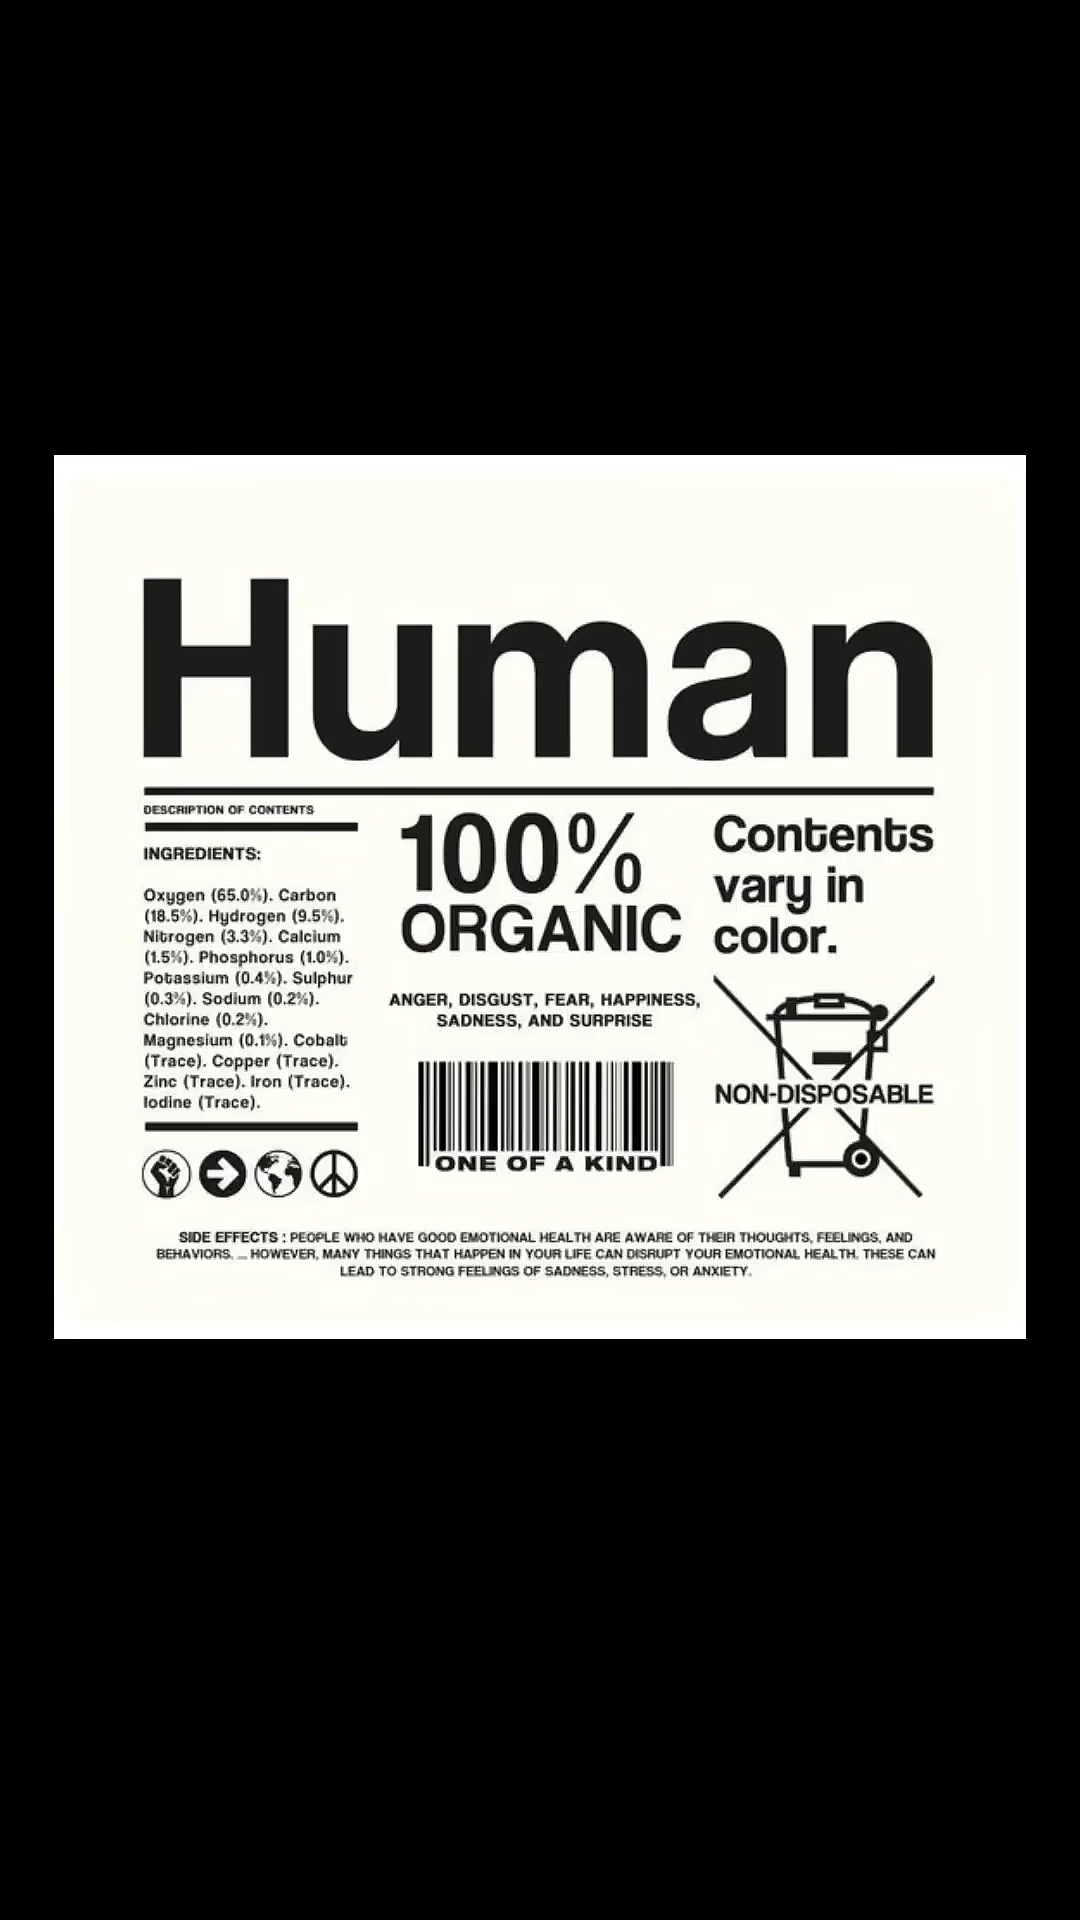 Human
DESCRIPTION OF CONTENTS
INGREDIENTS:
Oxygen (65.0%). Carbon
(18.5%). Hydrogen (9.5%).
Nitrogen (3.3%). Calcium
(1.5%). Phosphorus (1.0%).
Potassium (0.4%). Sulphur
(0.3%). Sodium (0.2%).
Chlorine (0.2%).
Magnesium (0.1%). Cobalt
(Trace). Copper (Trace).
Zinc (Trace). Iron (Trace).
Iodine (Trace).
100%
ORGANIC
ANGER, DISGUST, FEAR, HAPPINESS,
SADNESS, AND SURPRISE
ONE OF A KIND
Contents
vary in
color.
NON-DISPOSABLE
SIDE EFFECTS : PEOPLE WHO HAVE GOOD EMOTIONAL HEALTH ARE AWARE OF THEIR THOUGHTS, FEELINGS, AND
BEHAVIORS. ... HOWEVER, MANY THINGS THAT HAPPEN IN YOUR LIFE CAN DISRUPT YOUR EMOTIONAL HEALTH. THESE CAN
LEAD TO STRONG FEELINGS OF SADNESS, STRESS, OR ANXIETY.